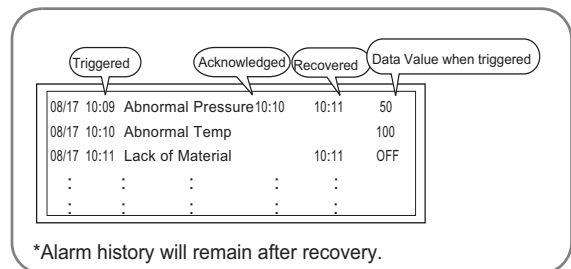 Triggered Acknowledged Recovered Data Value when triggered
08/17 10:09 Abnormal Pressure 10:10 10:11 50
08/17 10:10 Abnormal Temp 100
08/17 10:11 Lack of Material 10:11 OFF
: : : : :
: : : : :
*Alarm history will remain after recovery.